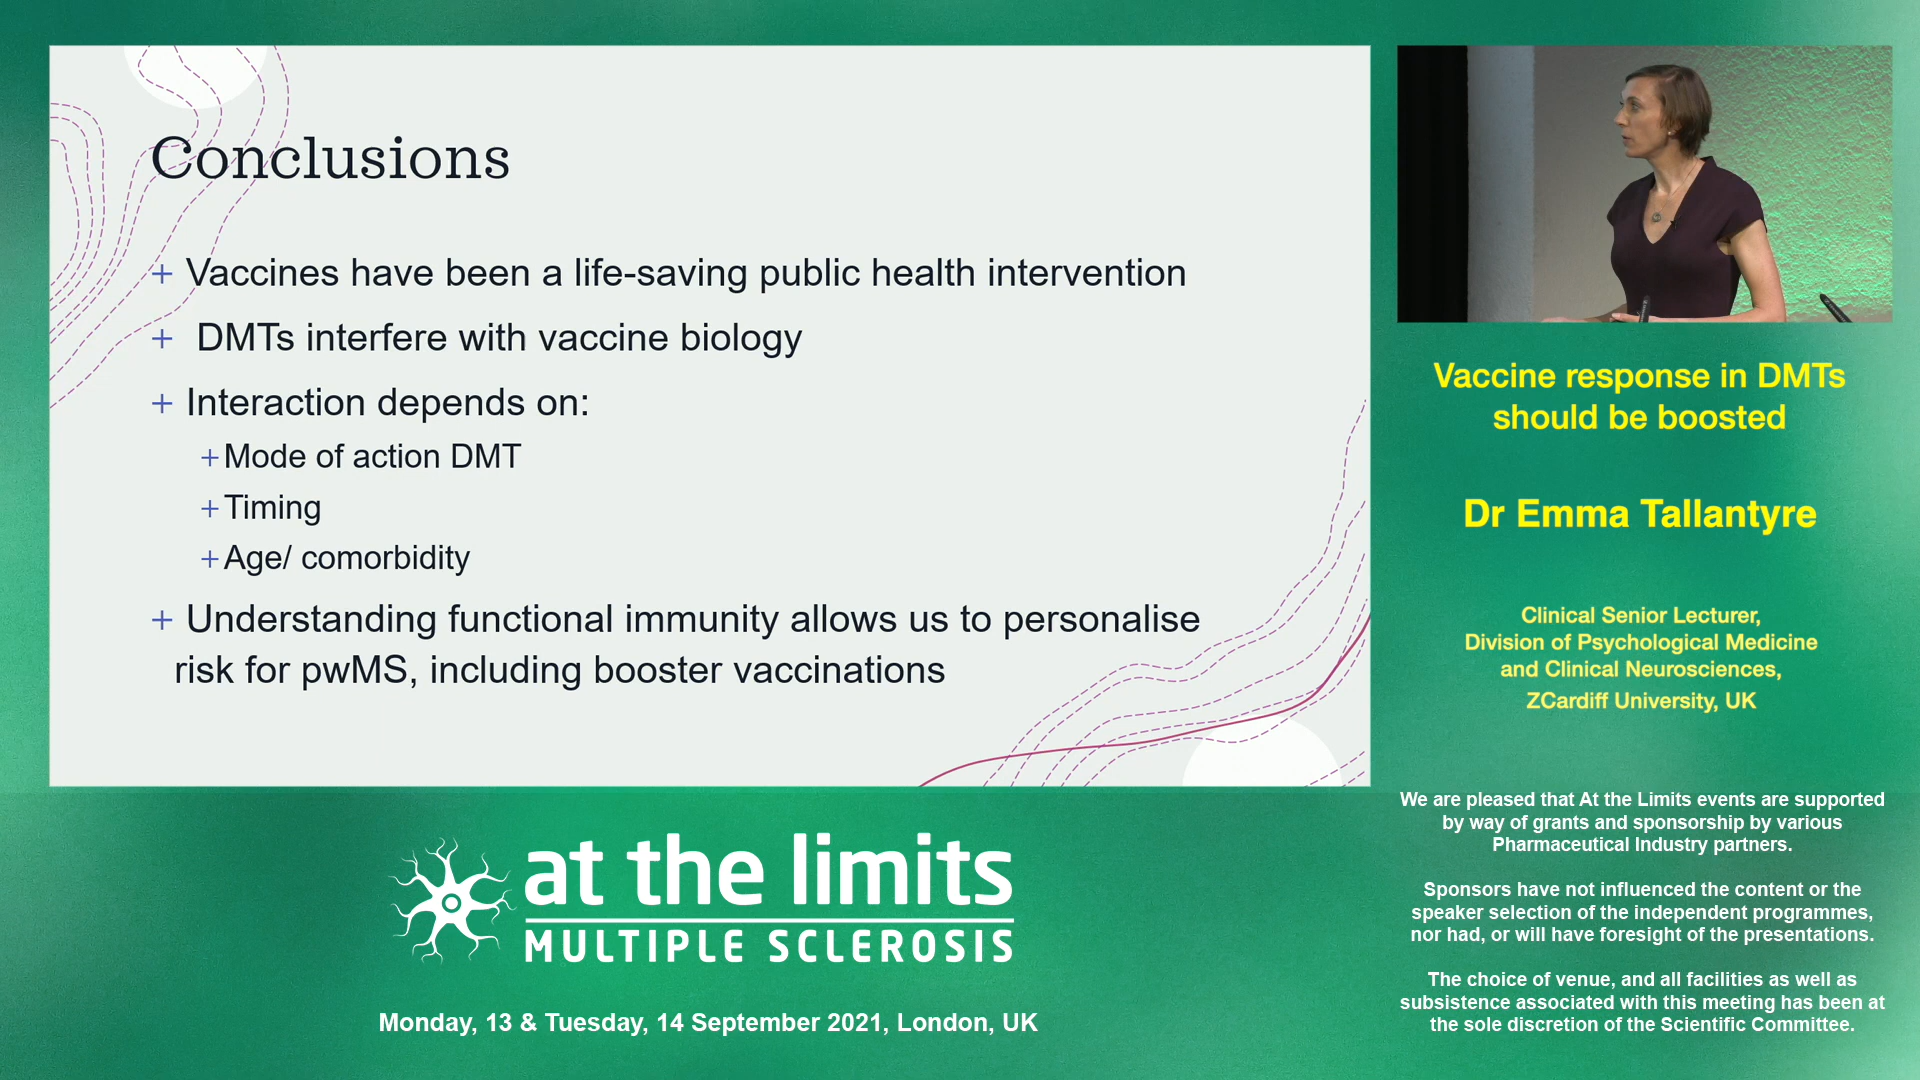 Conclusions
+ Vaccines have been a life-saving public health intervention
+ DMTs interfere with vaccine biology
+ Interaction depends on:
+ Mode of action DMT
+ Timing
+ Age/ comorbidity
+ Understanding functional immunity allows us to personalise
risk for pwMS, including booster vaccinations
Vaccine response in DMTs
should be boosted
Dr Emma Tallantyre
Clinical Senior Lecturer,
Division of Psychological Medicine
and Clinical Neurosciences,
ZCardiff University, UK
We are pleased that At the Limits events are supported
by way of grants and sponsorship by various
Pharmaceutical Industry partners.
Sponsors have not influenced the content or the
speaker selection of the independent programmes,
nor had, or will have foresight of the presentations.
The choice of venue, and all facilities as well as
subsistence associated with this meeting has been at
the sole discretion of the Scientific Committee.
at the limits
MULTIPLE SCLEROSIS
Monday, 13 & Tuesday, 14 September 2021, London, UK